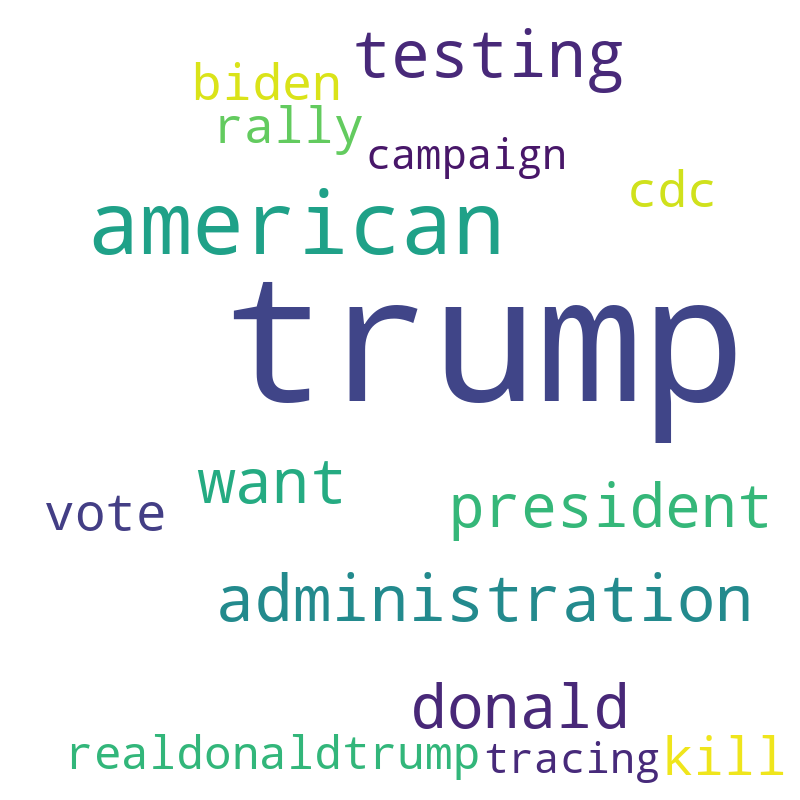 testing
biden
rally
campaign
cdc
american
trump
want
president
vote
administration
donald
realdonaldtrump
tracing
kill